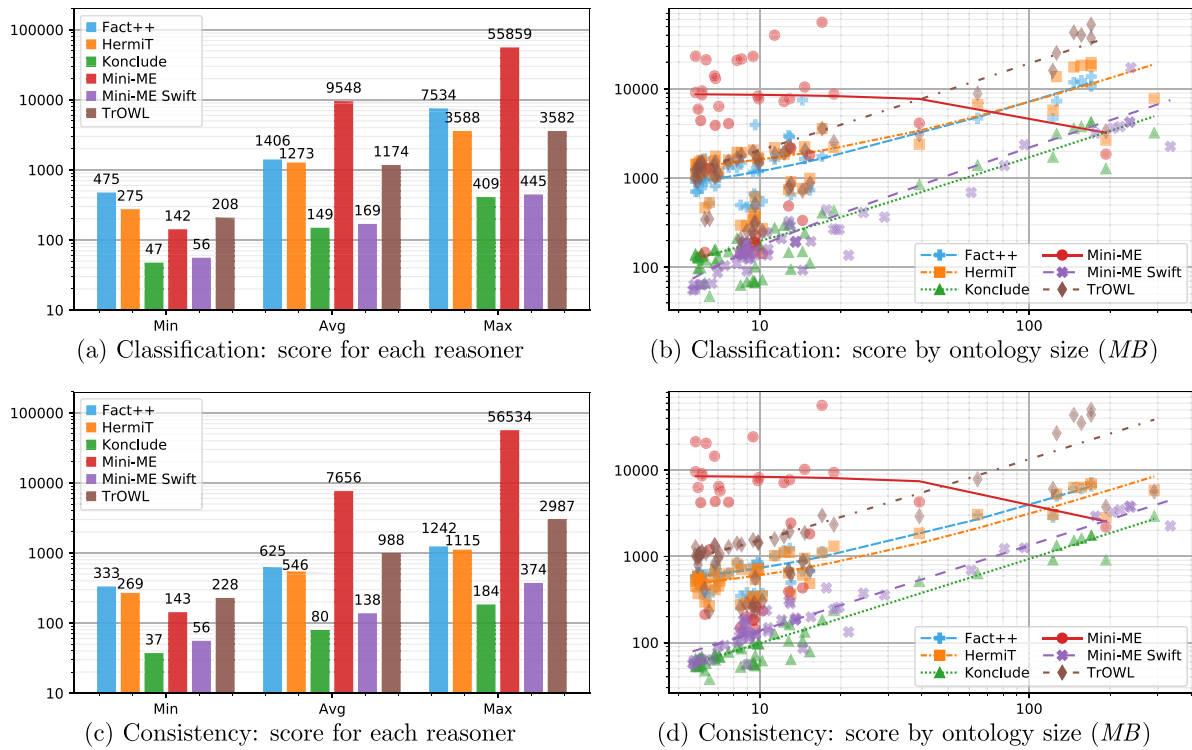 Fact++
HermiT
Konclude
Mini-ME
Mini-ME Swift
TrOWL
100000
10000
1000
100
10
475
275
47
142
56
208
1406
1273
149
9548
169
1174
7534
3588
409
55859
445
3582
Min
Avg
Max
(a) Classification: score for each reasoner
10000
1000
100
Fact++
HermiT
Konclude
Mini-ME
Mini-ME Swift
TrOWL
10
100
(b) Classification: score by ontology size (MB)
Fact++
HermiT
Konclude
Mini-ME
Mini-ME Swift
TrOWL
100000
10000
1000
100
10
333
269
37
143
56
228
625
546
80
7656
138
988
1242
1115
184
56534
374
2987
Min
Avg
Max
(c) Consistency: score for each reasoner
10000
1000
100
Fact++
HermiT
Konclude
Mini-ME
Mini-ME Swift
TrOWL
10
100
(d) Consistency: score by ontology size (MB)